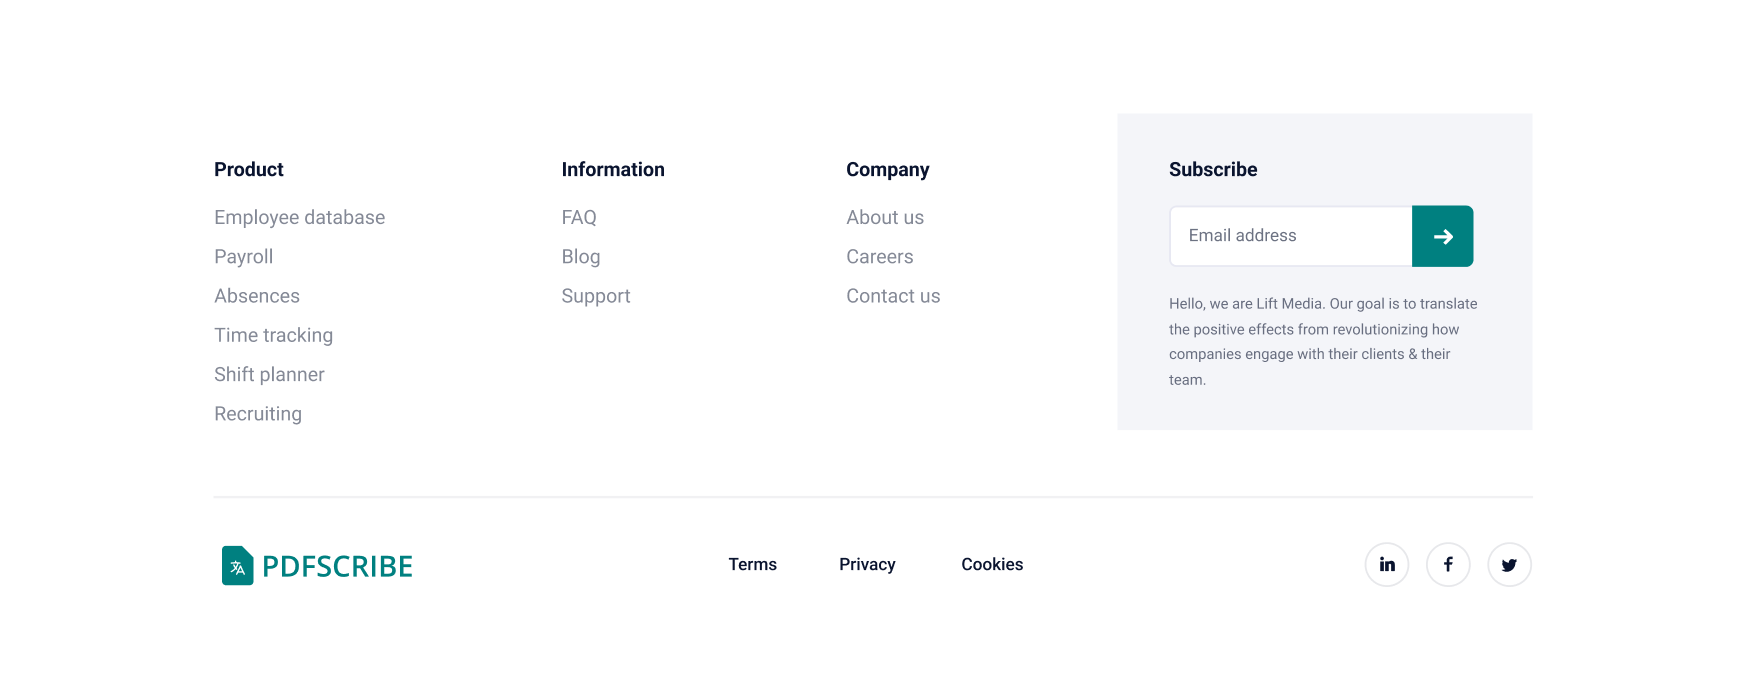 Product
Employee database
Payroll
Absences
Time tracking
Shift planner
Recruiting
Information
FAQ
Blog
Support
Company
About us
Careers
Contact us
Subscribe
Email address
Hello, we are Lift Media. Our goal is to translate
the positive effects from revolutionizing how
companies engage with their clients & their
team.
PDFSCRIBE
Terms
Privacy
Cookies